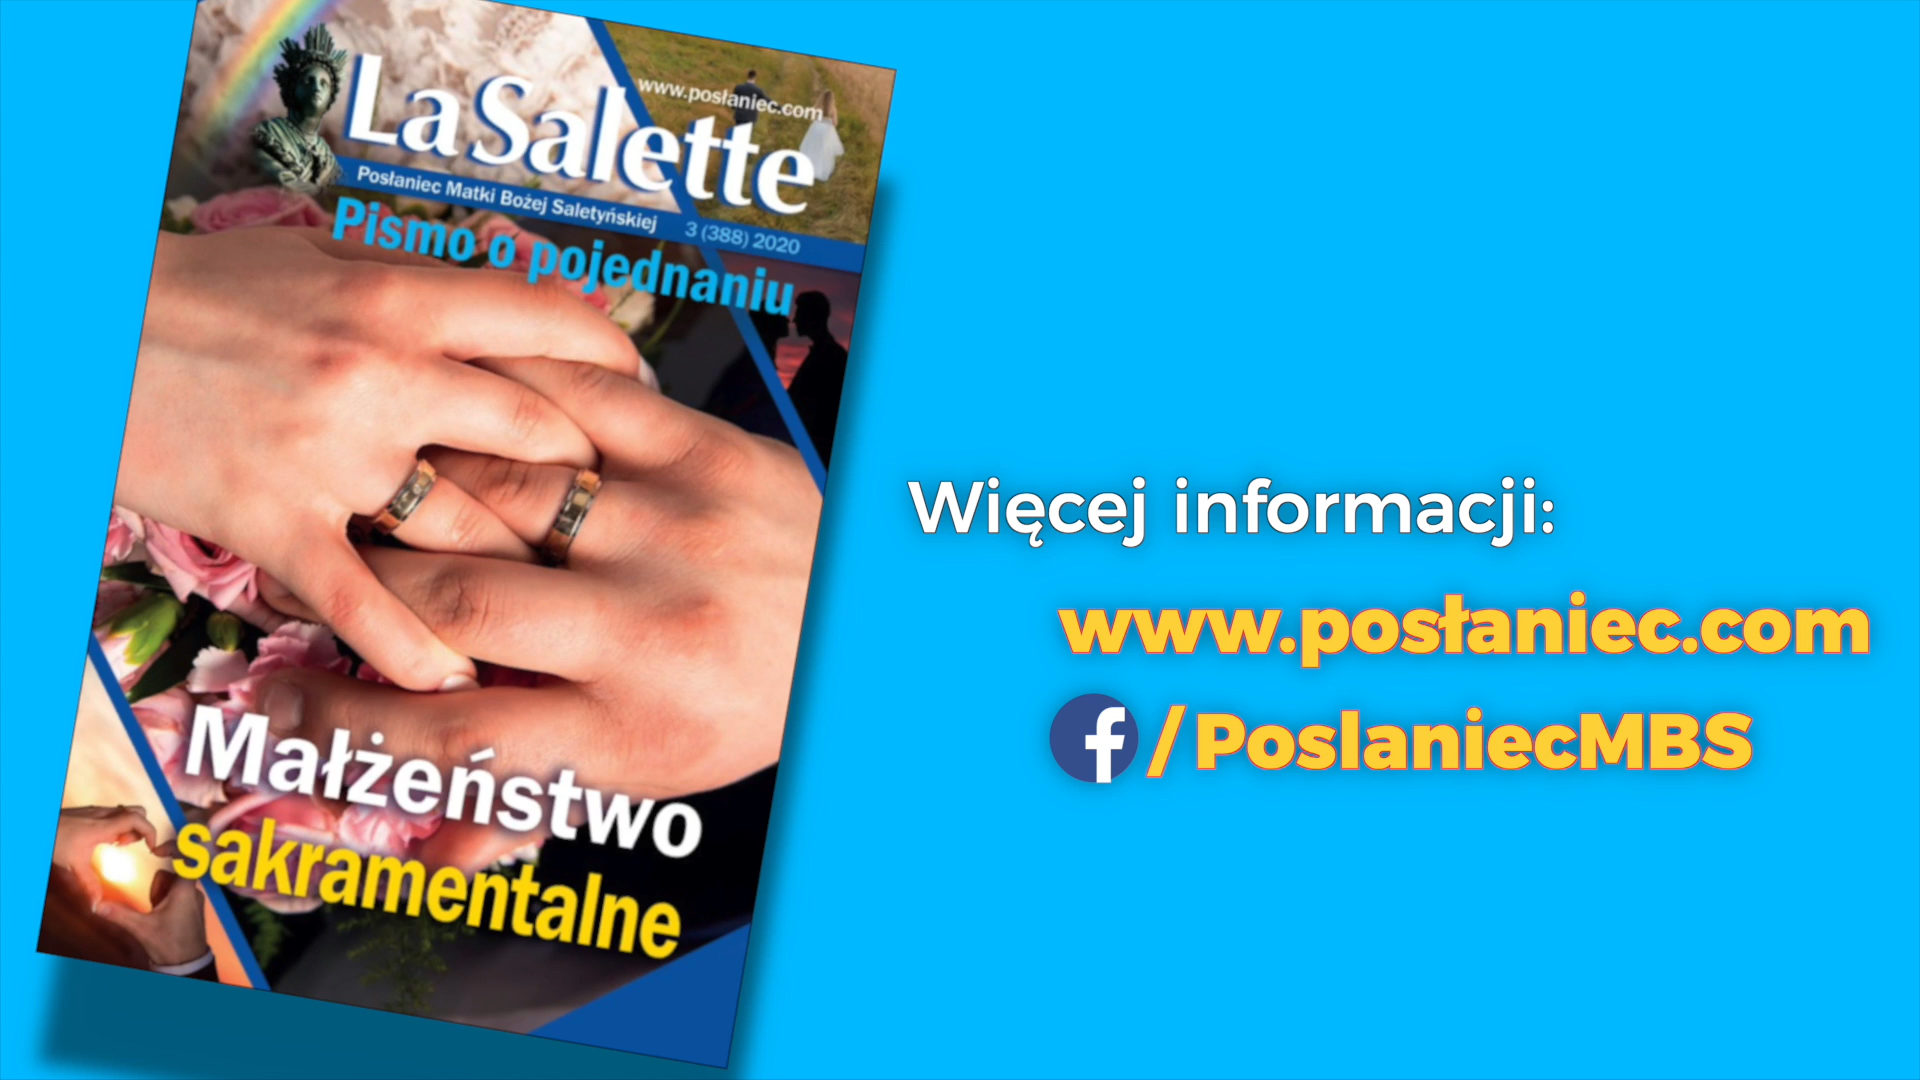 www.posłaniec.com
La Salette
Posłaniec Matki Bożej Saletyńskiej 3 (388) 2020
Pismo o pojednaniu
Małżeństwo
sakramentalne
Więcej informacji:
www.posłaniec.com
f/PoslaniecMBS